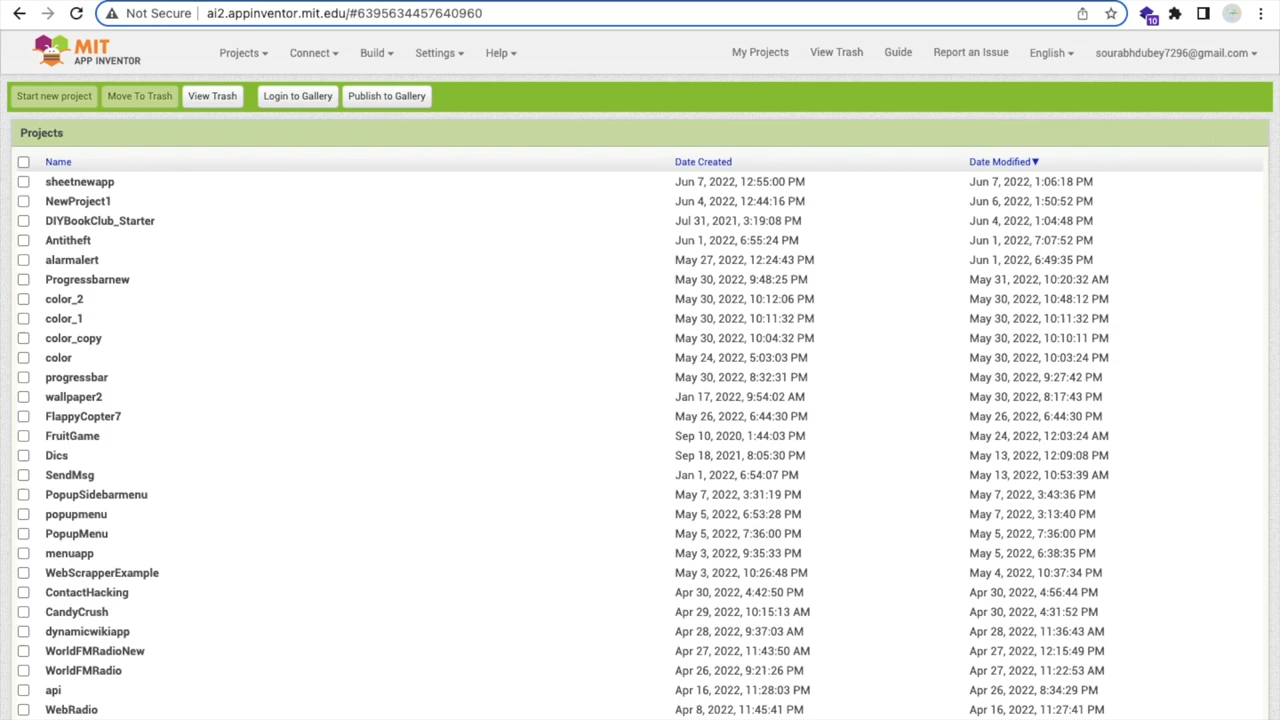 Not Secure | ai2.appinventor.mit.edu/#6395634457640960 10
MIT APP INVENTOR Projects Connect Build Settings Help My Projects View Trash Guide Report an Issue English sourabhdubey7296@gmail.com
Start new project Move To Trash View Trash Login to Gallery Publish to Gallery
Projects
Name Date Created Date Modified▼
sheetnewapp Jun 7, 2022, 12:55:00 PM Jun 7, 2022, 1:06:18 PM
NewProject1 Jun 4, 2022, 12:44:16 PM Jun 6, 2022, 1:50:52 PM
DIYBookClub_Starter Jul 31, 2021, 3:19:08 PM Jun 4, 2022, 1:04:48 PM
Antitheft Jun 1, 2022, 6:55:24 PM Jun 1, 2022, 7:07:52 PM
alarmalert May 27, 2022, 12:24:43 PM Jun 1, 2022, 6:49:35 PM
Progressbarnew May 30, 2022, 9:48:25 PM May 31, 2022, 10:20:32 AM
color_2 May 30, 2022, 10:12:06 PM May 30, 2022, 10:48:12 PM
color_1 May 30, 2022, 10:11:32 PM May 30, 2022, 10:11:32 PM
color_copy May 30, 2022, 10:04:32 PM May 30, 2022, 10:10:11 PM
color May 24, 2022, 5:03:03 PM May 30, 2022, 10:03:24 PM
progressbar May 30, 2022, 8:32:31 PM May 30, 2022, 9:27:42 PM
wallpaper2 Jan 17, 2022, 9:54:02 AM May 30, 2022, 8:17:43 PM
FlappyCopter7 May 26, 2022, 6:44:30 PM May 26, 2022, 6:44:30 PM
FruitGame Sep 10, 2020, 1:44:03 PM May 24, 2022, 12:03:24 AM
Dics Sep 18, 2021, 8:05:30 PM May 13, 2022, 12:09:08 PM
SendMsg Jan 1, 2022, 6:54:07 PM May 13, 2022, 10:53:39 AM
PopupSidebarmenu May 7, 2022, 3:31:19 PM May 7, 2022, 3:43:36 PM
popupmenu May 5, 2022, 6:53:28 PM May 7, 2022, 3:13:40 PM
PopupMenu May 5, 2022, 7:36:00 PM May 5, 2022, 7:36:00 PM
menuapp May 3, 2022, 9:35:33 PM May 5, 2022, 6:38:35 PM
WebScrapperExample May 3, 2022, 10:26:48 PM May 4, 2022, 10:37:34 PM
ContactHacking Apr 30, 2022, 4:42:50 PM Apr 30, 2022, 4:56:44 PM
CandyCrush Apr 29, 2022, 10:15:13 AM Apr 30, 2022, 4:31:52 PM
dynamicwikiapp Apr 28, 2022, 9:37:03 AM Apr 28, 2022, 11:36:43 AM
WorldFMRadioNew Apr 27, 2022, 11:43:50 AM Apr 27, 2022, 12:15:49 PM
WorldFMRadio Apr 26, 2022, 9:21:26 PM Apr 27, 2022, 11:22:53 AM
api Apr 16, 2022, 11:28:03 PM Apr 26, 2022, 8:34:29 PM
WebRadio Apr 8, 2022, 11:45:41 PM Apr 16, 2022, 11:27:41 PM